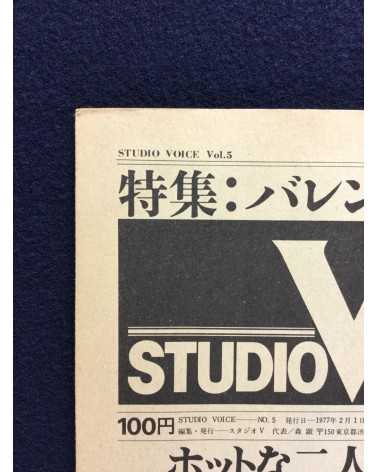 STUDIO VOICE Vol.5
特集：バレン
STUDIO V
100円 STUDIO VOICE——NO. 5 発行日—1977年2月1日
編集・発行——スタジオV 代表／森 顕 〒150東京都渋
ホットな二人